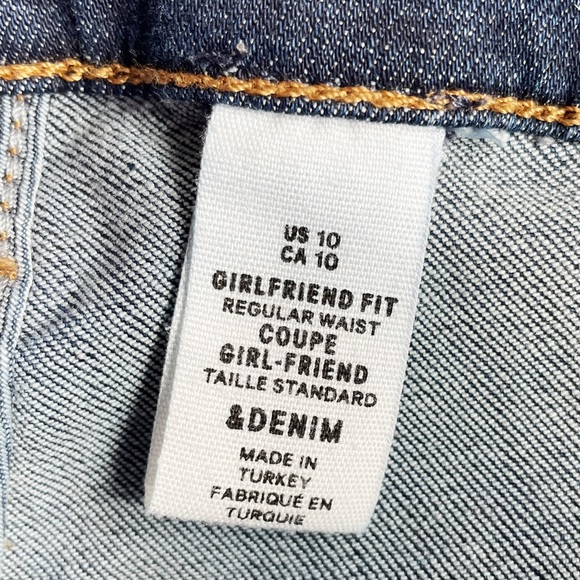 US 10
CA 10
GIRLFRIEND FIT
REGULAR WAIST
COUPE
GIRL-FRIEND
TAILLE STANDARD
&DENIM
MADE IN
TURKEY
FABRIQUÉ EN
TURQUIE